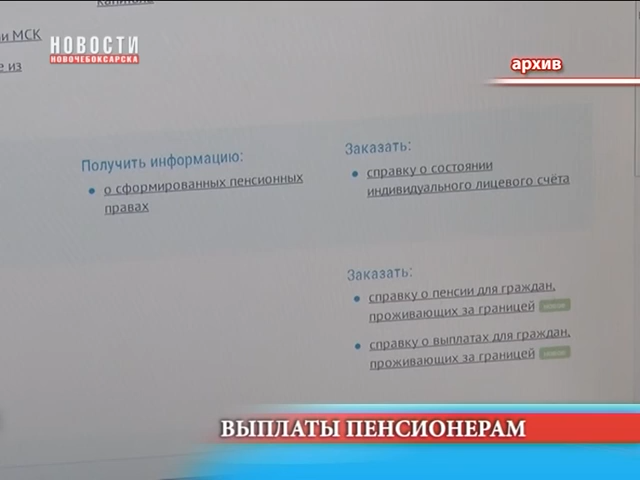 и МСК
е из
НОВОСТИ
НОВОЧЕБОКСАРСКА
архив
Получить информацию:
о сформированных пенсионных
правах
Заказать:
справку о состоянии
индивидуального лицевого счёта
Заказать:
справку о пенсии для граждан,
проживающих за границей
справку о выплатах для граждан,
проживающих за границей
ВЫПЛАТЫ ПЕНСИОНЕРАМ